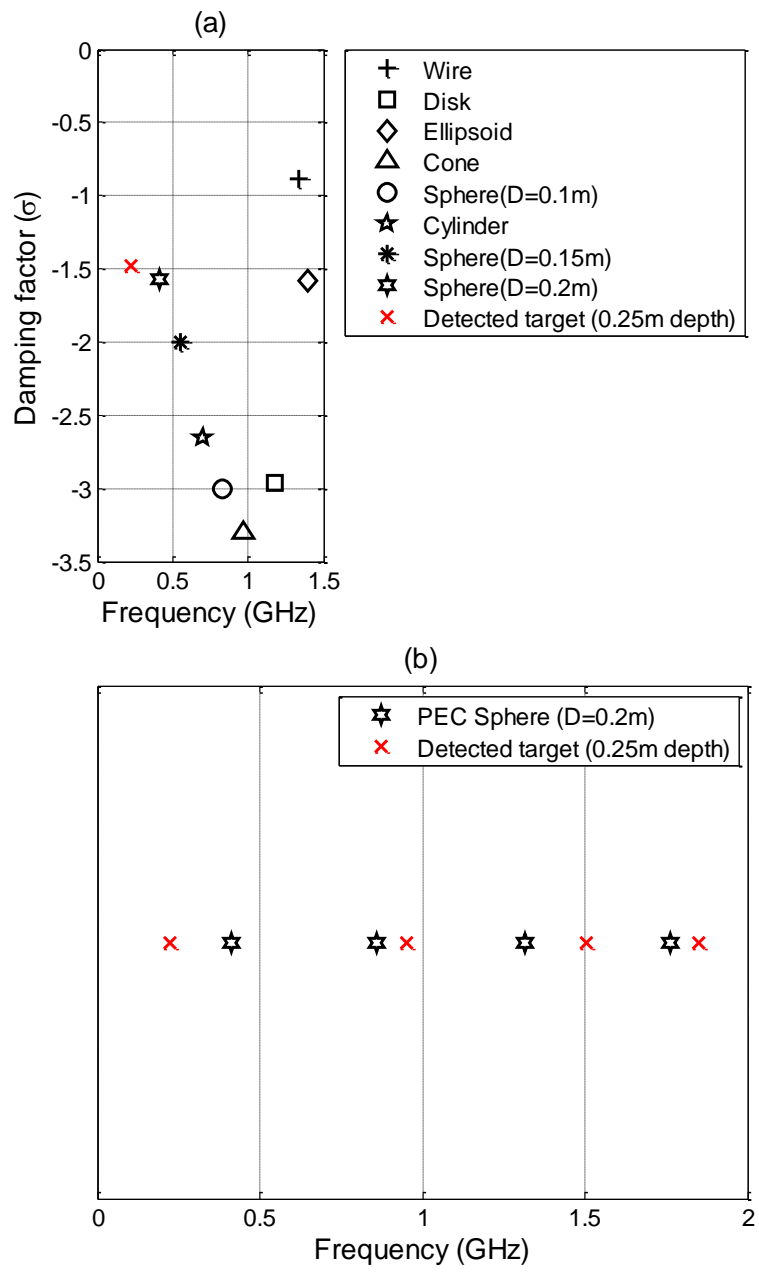 (a)
0
-0.5
-1
-1.5
-2
-2.5
-3
-3.5
Damping factor (σ)
0 0.5 1 1.5
Frequency (GHz)
Wire
Disk
Ellipsoid
Cone
Sphere(D=0.1m)
Cylinder
Sphere(D=0.15m)
Sphere(D=0.2m)
Detected target (0.25m depth)
(b)
PEC Sphere (D=0.2m)
Detected target (0.25m depth)
0 0.5 1 1.5 2
Frequency (GHz)